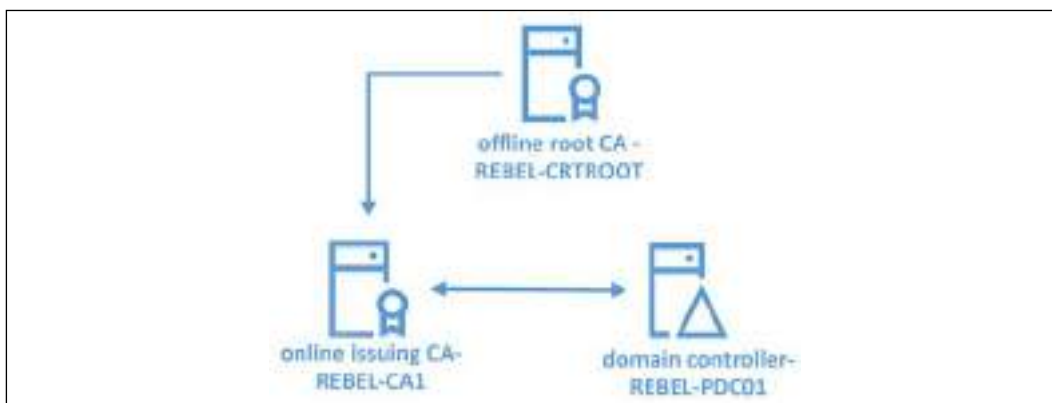 offline root CA -
REBEL-CRTROOT
online issuing CA-
REBEL-CA1
domain controller-
REBEL-PDC01